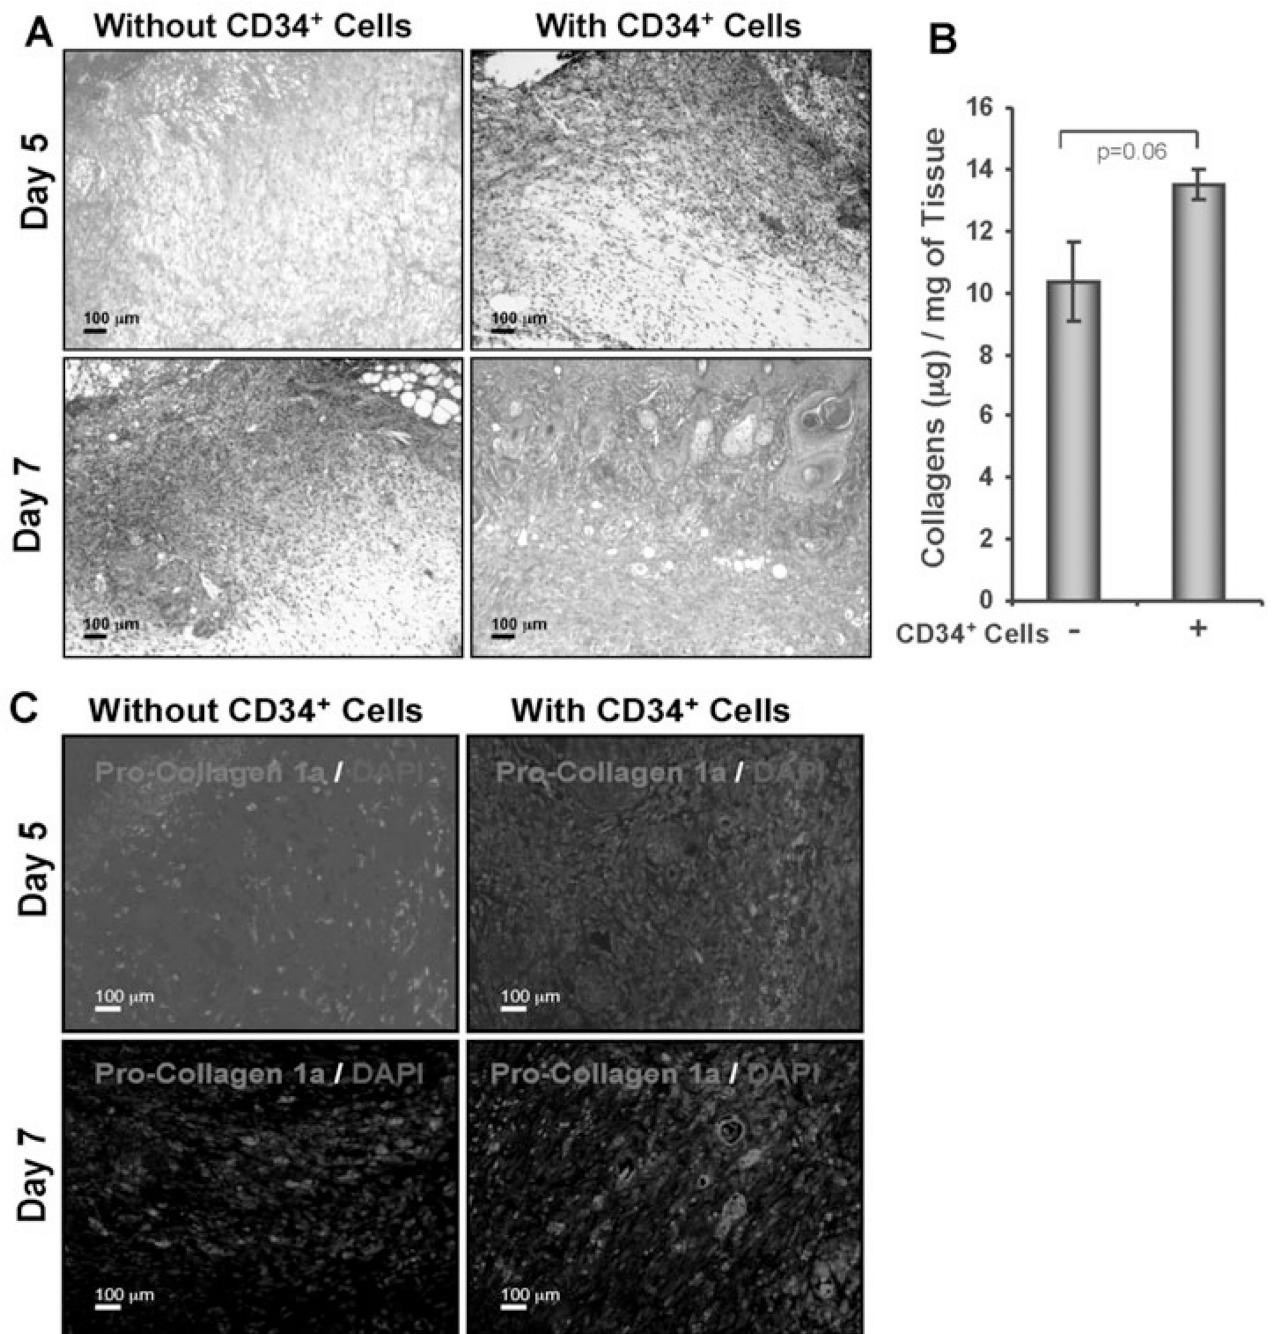 A
Without CD34⁺ Cells
With CD34⁺ Cells
Day 5
100 µm
100 µm
Day 7
100 µm
100 µm
B
Collagens (µg) / mg of Tissue
16
14
12
10
8
6
4
2
0
p=0.06
CD34⁺ Cells - +
C
Without CD34⁺ Cells
With CD34⁺ Cells
Day 5
Pro-Collagen 1a / DAPI
100 µm
Pro-Collagen 1a / DAPI
100 µm
Day 7
Pro-Collagen 1a / DAPI
100 µm
Pro-Collagen 1a / DAPI
100 µm